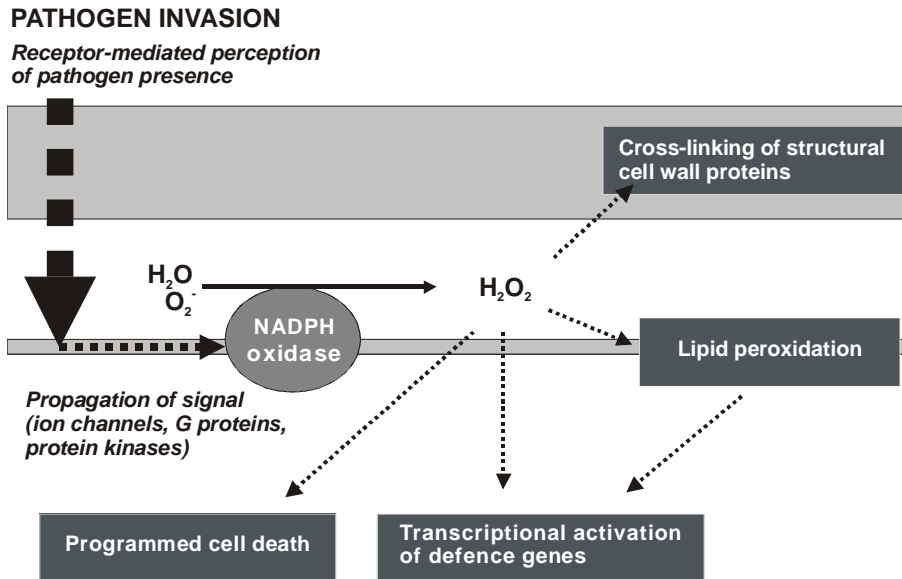 PATHOGEN INVASION
Receptor-mediated perception
of pathogen presence
Cross-linking of structural
cell wall proteins
H₂O
O₂⁻
H₂O₂
NADPH
oxidase
Lipid peroxidation
Propagation of signal
(ion channels, G proteins,
protein kinases)
Programmed cell death
Transcriptional activation
of defence genes